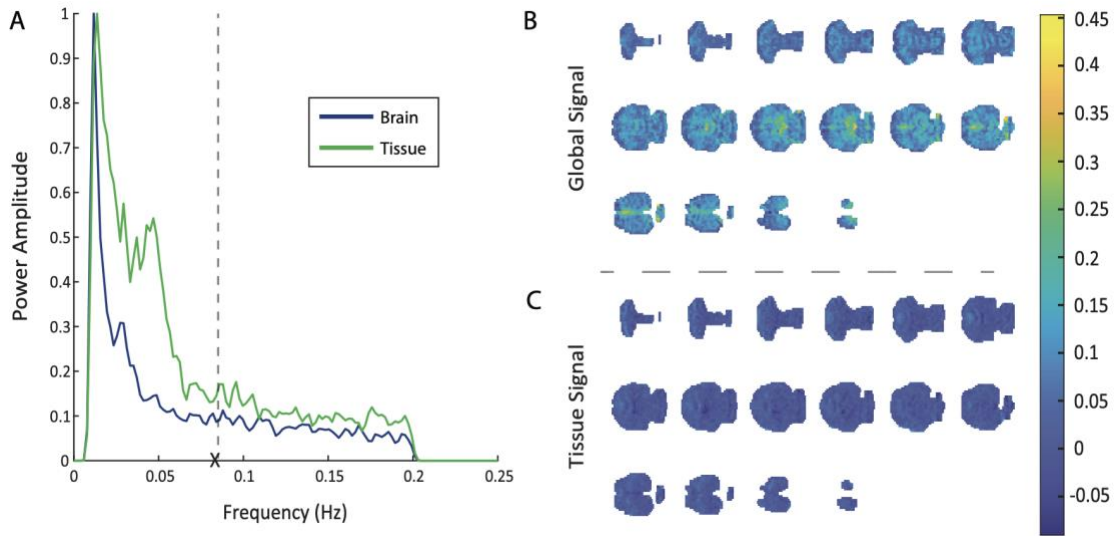 A
Power Amplitude
1
0.9
0.8
0.7
0.6
0.5
0.4
0.3
0.2
0.1
0
0
0.05
X
0.1
0.15
0.2
0.25
Frequency (Hz)
Brain
Tissue
B
Global Signal
C
Tissue Signal
0.45
0.4
0.35
0.3
0.25
0.2
0.15
0.1
0.05
0
-0.05